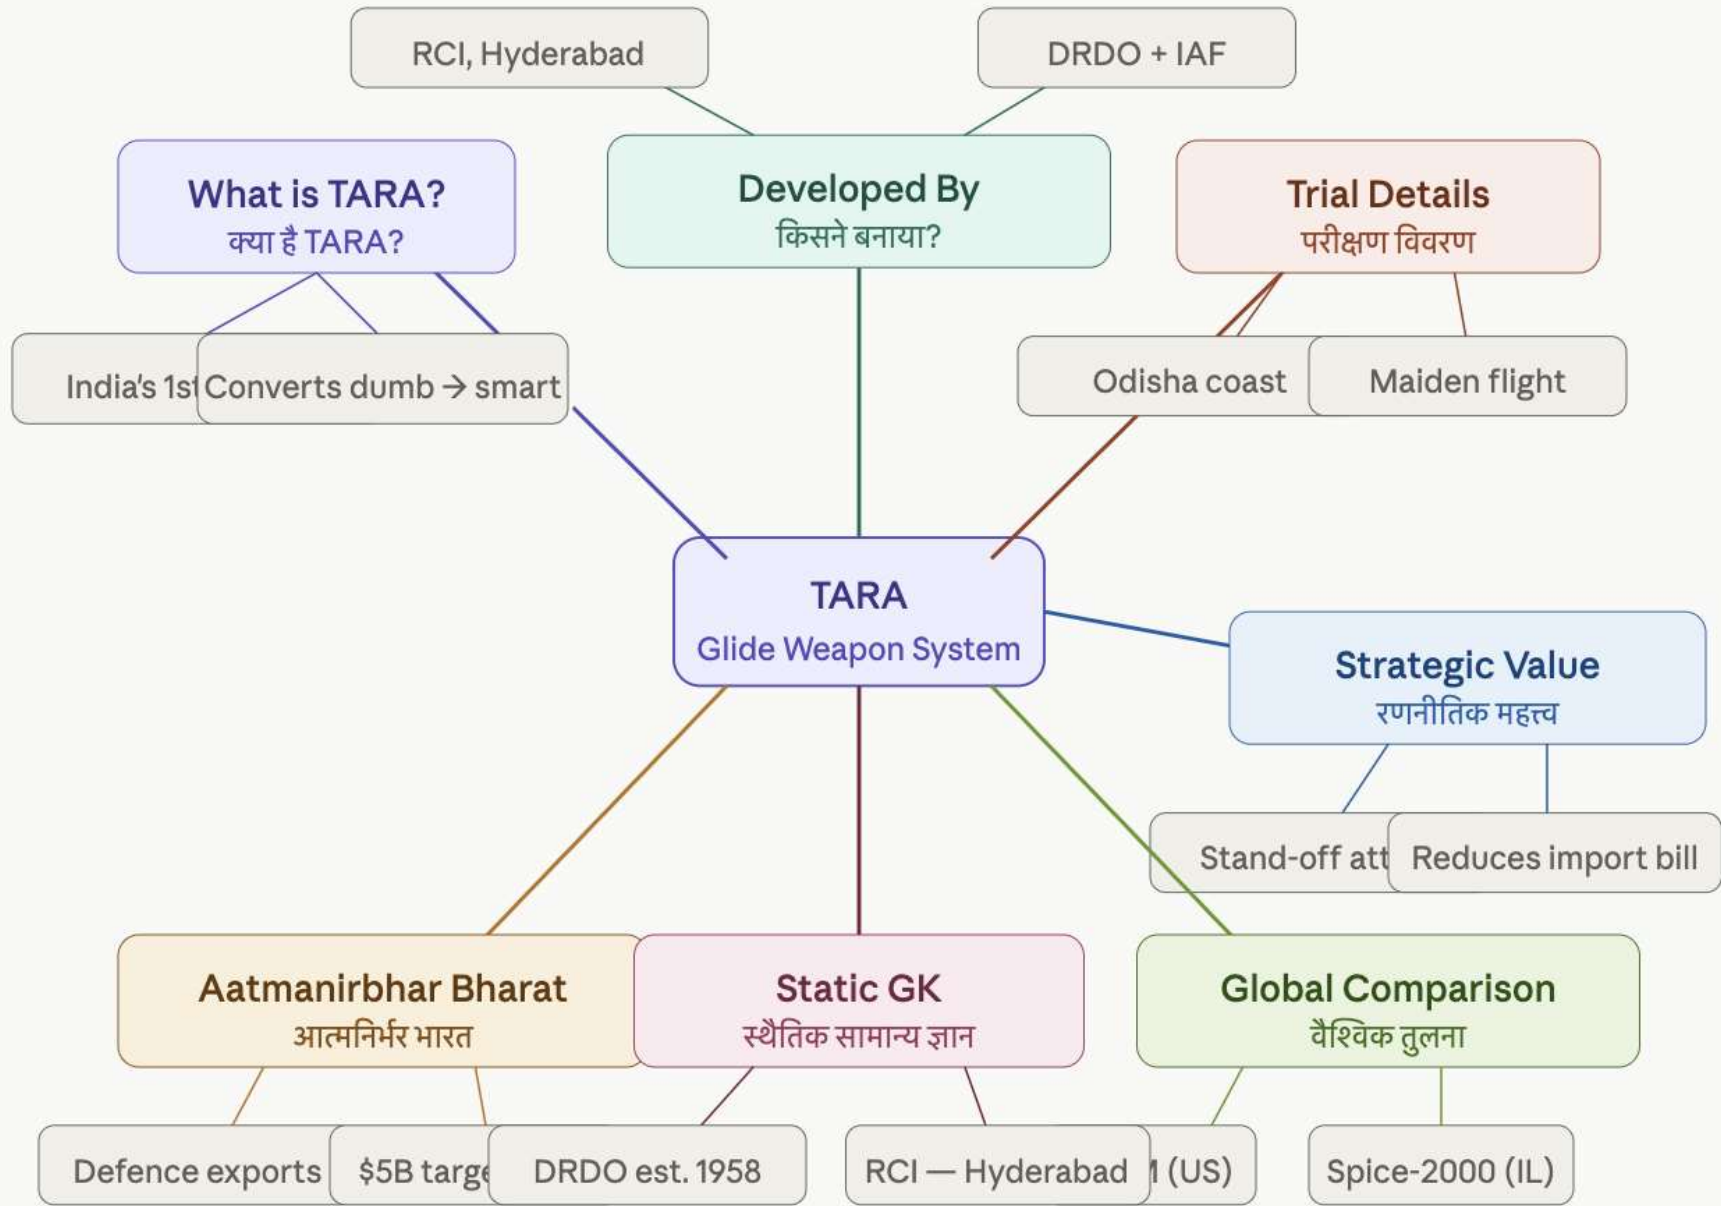 RCI, Hyderabad
DRDO + IAF
What is TARA?
क्या है TARA?
Developed By
किसने बनाया?
Trial Details
परीक्षण विवरण
India's 1st
Converts dumb → smart
Odisha coast
Maiden flight
TARA
Glide Weapon System
Strategic Value
रणनीतिक महत्त्व
Stand-off
Reduces import bill
Aatmanirbhar Bharat
आत्मनिर्भर भारत
Static GK
स्थैतिक सामान्य ज्ञान
Global Comparison
वैश्विक तुलना
Defence exports
$5B
DRDO est. 1958
RCI — Hyderabad
(US)
Spice-2000 (IL)